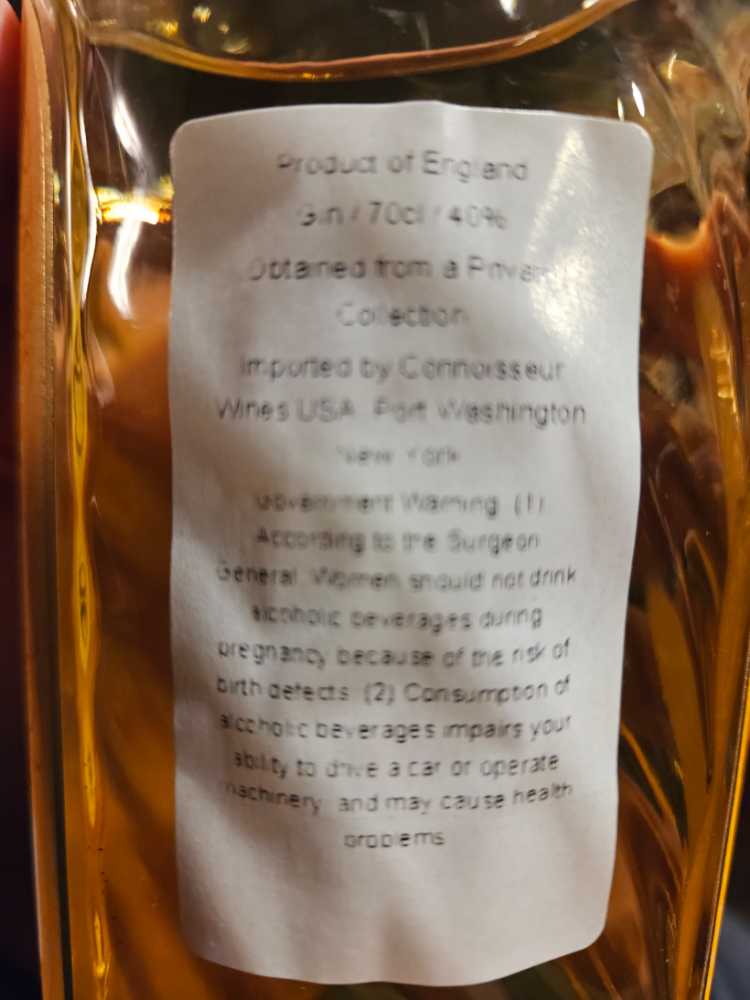 Product of England
Gin / 70cl / 40%
Obtained from a Private
Collection
Imported by Connoisseur
Wines USA, Port Washington
New York
Government Warning: (1)
According to the Surgeon
General, Women should not drink
alcoholic beverages during
pregnancy because of the risk of
birth defects. (2) Consumption of
alcoholic beverages impairs your
ability to drive a car or operate
machinery, and may cause health
problems